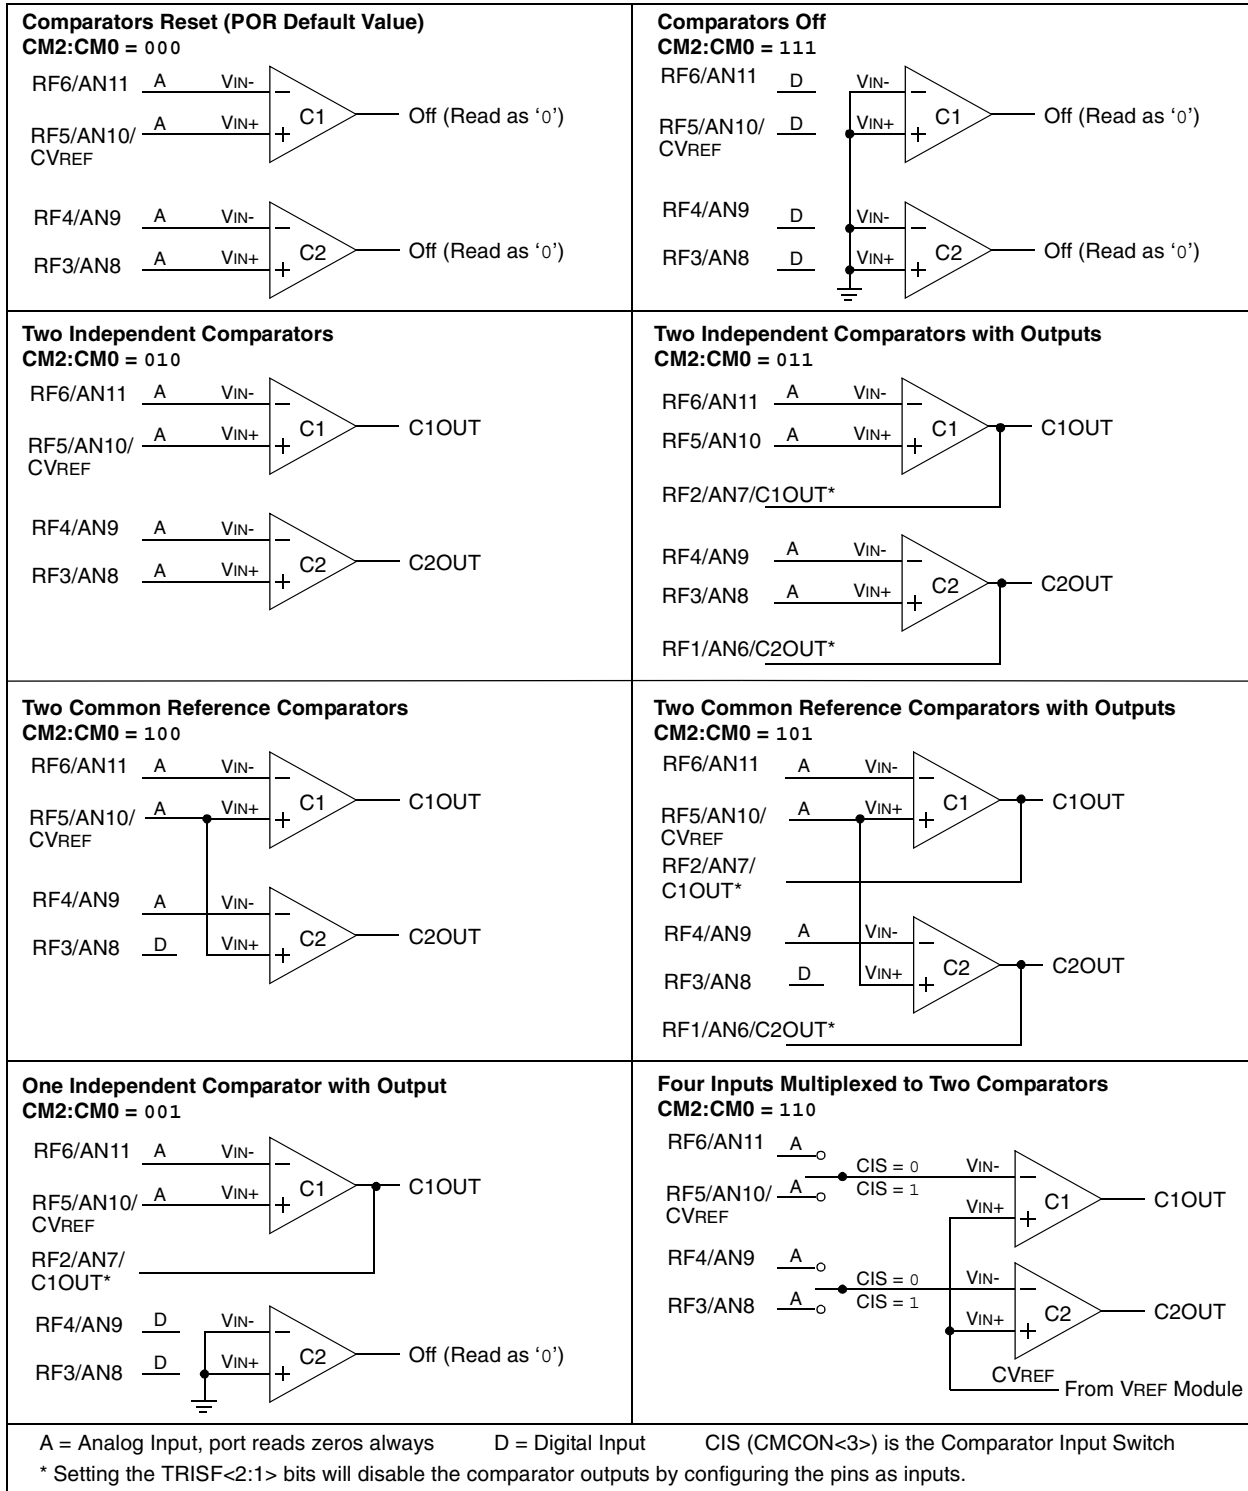 Comparators Reset (POR Default Value)
CM2:CM0 = 000
RF6/AN11 A VIN-
C1 Off (Read as ‘0’)
RF5/AN10/ A VIN+
CVREF
RF4/AN9 A VIN-
C2 Off (Read as ‘0’)
RF3/AN8 A VIN+
Comparators Off
CM2:CM0 = 111
RF6/AN11 D VIN-
C1 Off (Read as ‘0’)
RF5/AN10/ D VIN+
CVREF
RF4/AN9 D VIN-
C2 Off (Read as ‘0’)
RF3/AN8 D VIN+
Two Independent Comparators
CM2:CM0 = 010
RF6/AN11 A VIN-
C1 C1OUT
RF5/AN10/ A VIN+
CVREF
RF4/AN9 A VIN-
C2 C2OUT
RF3/AN8 A VIN+
Two Independent Comparators with Outputs
CM2:CM0 = 011
RF6/AN11 A VIN-
C1 C1OUT
RF5/AN10 A VIN+
RF2/AN7/C1OUT*
RF4/AN9 A VIN-
C2 C2OUT
RF3/AN8 A VIN+
RF1/AN6/C2OUT*
Two Common Reference Comparators
CM2:CM0 = 100
RF6/AN11 A VIN-
C1 C1OUT
RF5/AN10/ A VIN+
CVREF
RF4/AN9 A VIN-
C2 C2OUT
RF3/AN8 D VIN+
Two Common Reference Comparators with Outputs
CM2:CM0 = 101
RF6/AN11 A VIN-
C1 C1OUT
RF5/AN10/ A VIN+
CVREF
RF2/AN7/
C1OUT*
RF4/AN9 A VIN-
C2 C2OUT
RF3/AN8 D VIN+
RF1/AN6/C2OUT*
One Independent Comparator with Output
CM2:CM0 = 001
RF6/AN11 A VIN-
C1 C1OUT
RF5/AN10/ A VIN+
CVREF
RF2/AN7/
C1OUT*
RF4/AN9 D VIN-
C2 Off (Read as ‘0’)
RF3/AN8 D VIN+
Four Inputs Multiplexed to Two Comparators
CM2:CM0 = 110
RF6/AN11 A
CIS = 0 VIN-
RF5/AN10/ A CIS = 1 C1 C1OUT
CVREF VIN+
RF4/AN9 A
CIS = 0 VIN-
RF3/AN8 A CIS = 1 C2 C2OUT
VIN+
CVREF
From VREF Module
A = Analog Input, port reads zeros always D = Digital Input CIS (CMCON<3>) is the Comparator Input Switch
* Setting the TRISF<2:1> bits will disable the comparator outputs by configuring the pins as inputs.